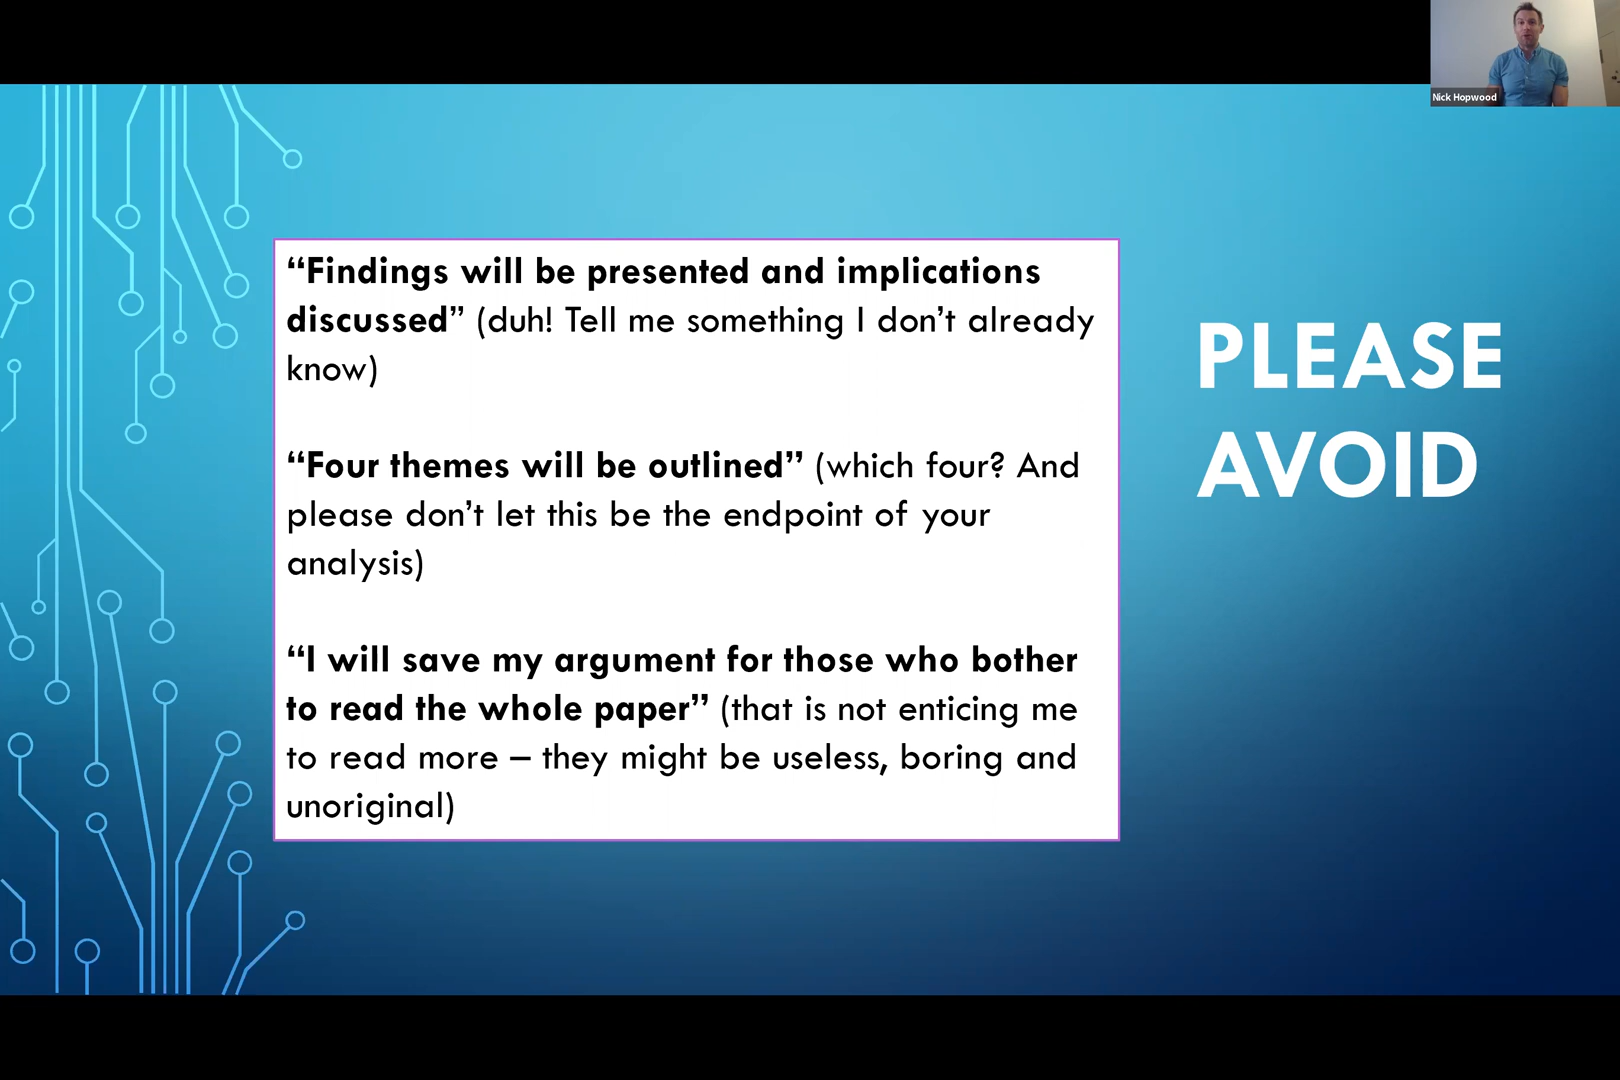 Nick Hopwood
“Findings will be presented and implications
discussed” (duh! Tell me something I don’t already
know)
“Four themes will be outlined” (which four? And
please don’t let this be the endpoint of your
analysis)
“I will save my argument for those who bother
to read the whole paper” (that is not enticing me
to read more – they might be useless, boring and
unoriginal)
PLEASE
AVOID